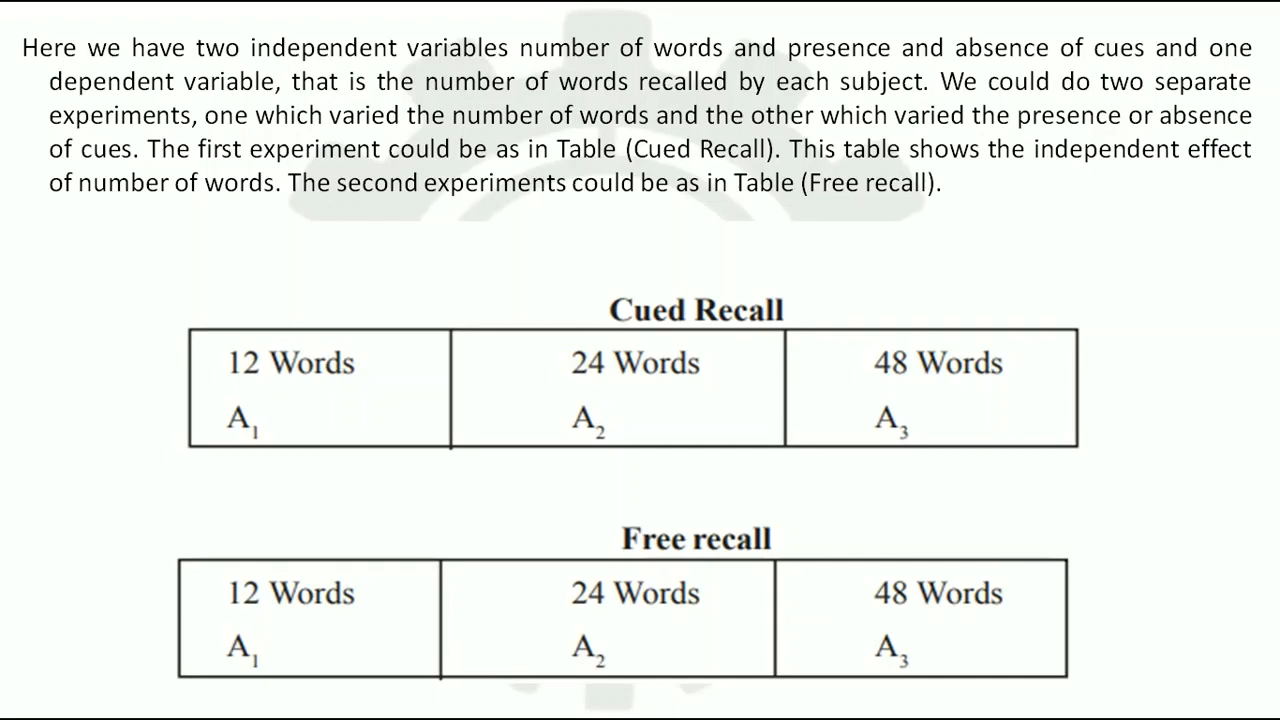 Here we have two independent variables number of words and presence and absence of cues and one
dependent variable, that is the number of words recalled by each subject. We could do two separate
experiments, one which varied the number of words and the other which varied the presence or absence
of cues. The first experiment could be as in Table (Cued Recall). This table shows the independent effect
of number of words. The second experiments could be as in Table (Free recall).
Cued Recall
12 Words 24 Words 48 Words
A₁ A₂ A₃
Free recall
12 Words 24 Words 48 Words
A₁ A₂ A₃